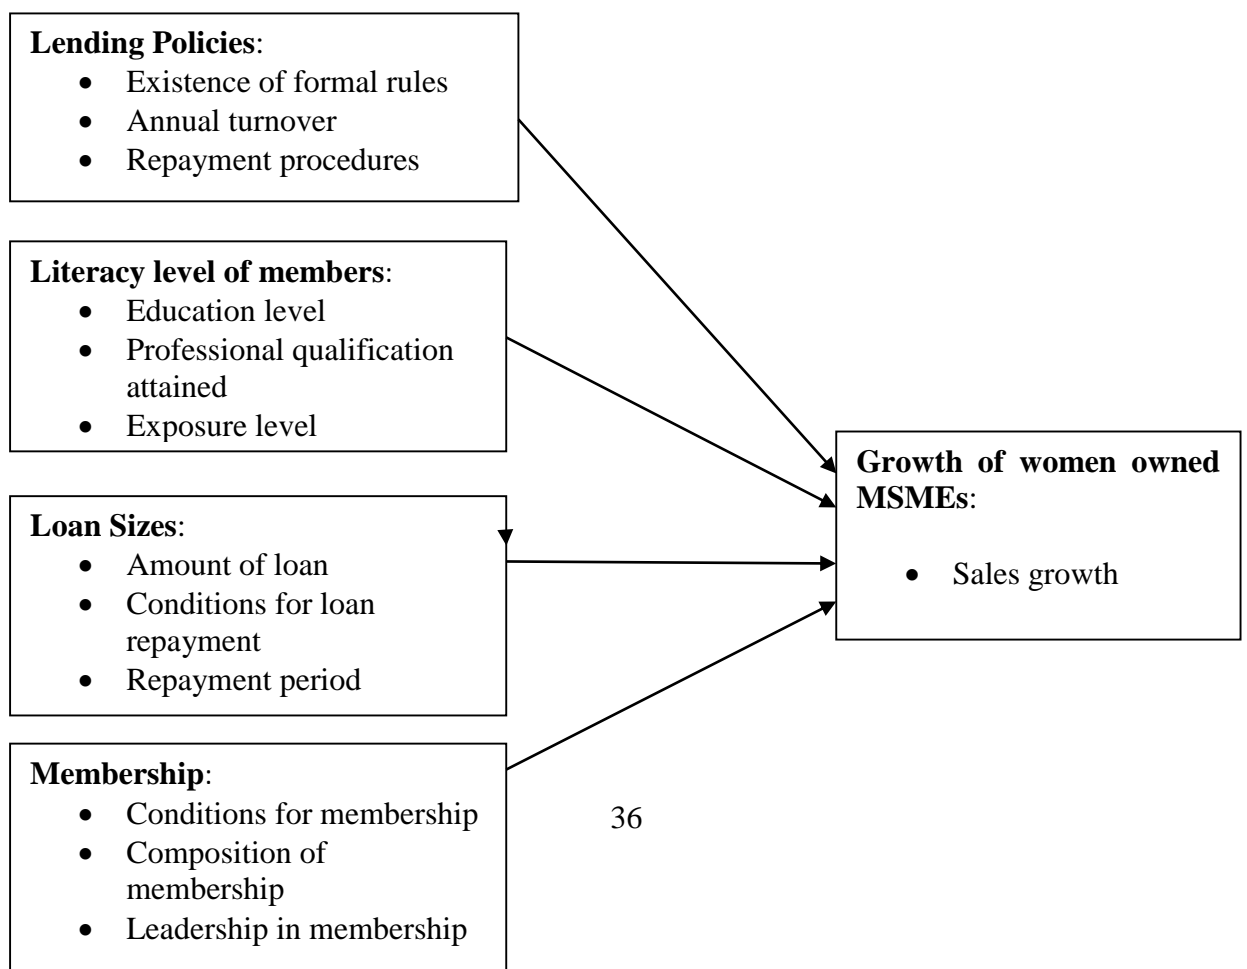 Lending Policies:
• Existence of formal rules
• Annual turnover
• Repayment procedures
Literacy level of members:
• Education level
• Professional qualification
attained
• Exposure level
Loan Sizes:
• Amount of loan
• Conditions for loan
repayment
• Repayment period
Membership:
• Conditions for membership
• Composition of
membership
• Leadership in membership
Growth of women owned
MSMEs:
• Sales growth
36